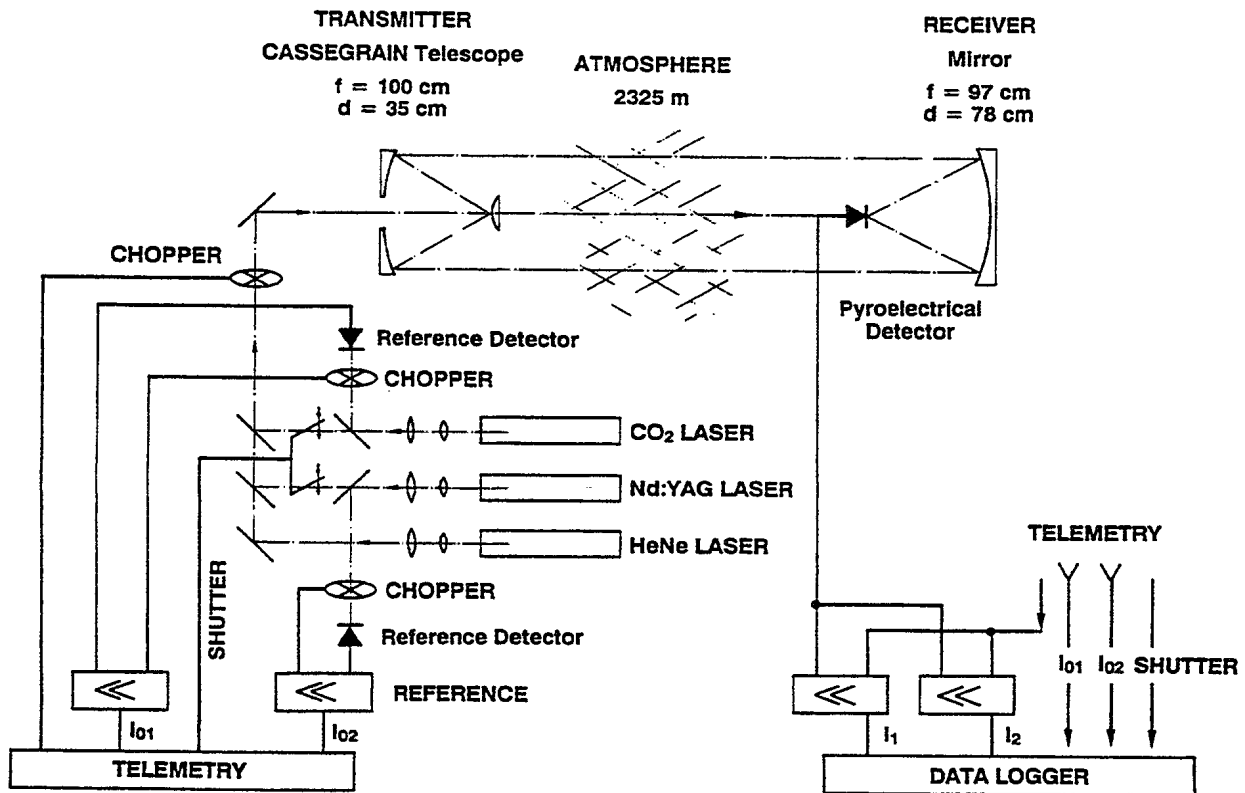 TRANSMITTER
CASSEGRAIN Telescope
f = 100 cm
d = 35 cm
ATMOSPHERE
2325 m
RECEIVER
Mirror
f = 97 cm
d = 78 cm
CHOPPER
Reference Detector
CHOPPER
Pyroelectrical
Detector
CO₂ LASER
Nd:YAG LASER
HeNe LASER
CHOPPER
Reference Detector
SHUTTER
REFERENCE
I₀₁
I₀₂
TELEMETRY
TELEMETRY
I₀₁
I₀₂
SHUTTER
I₁
I₂
DATA LOGGER